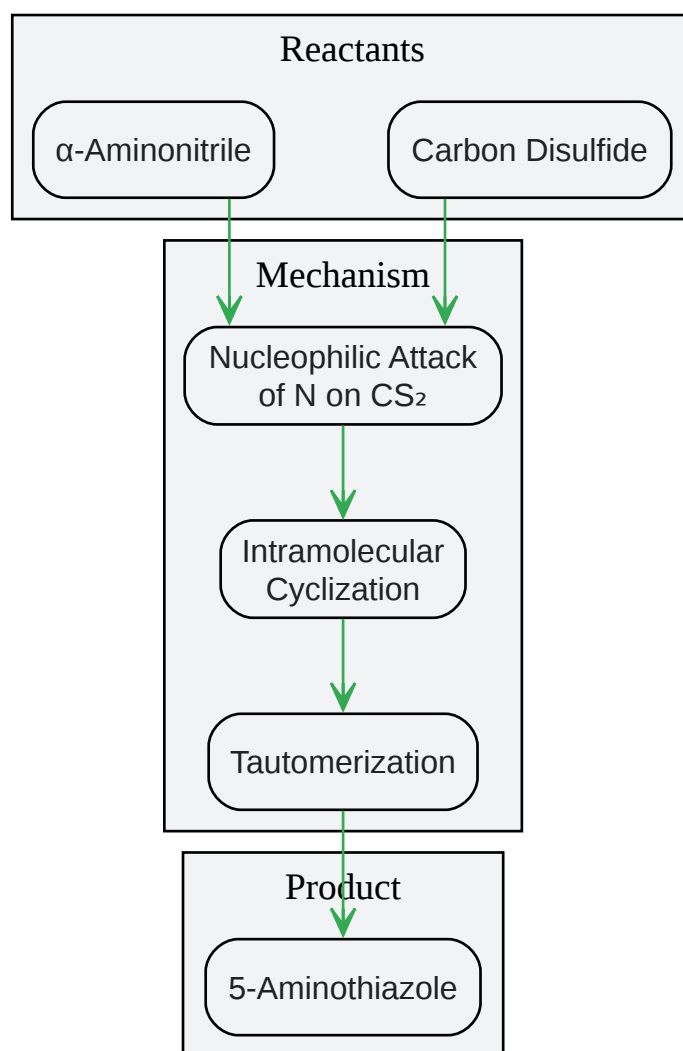 Reactants
α-Aminonitrile
Carbon Disulfide
Mechanism
Nucleophilic Attack
of N on CS₂
Intramolecular
Cyclization
Tautomerization
Product
5-Aminothiazole